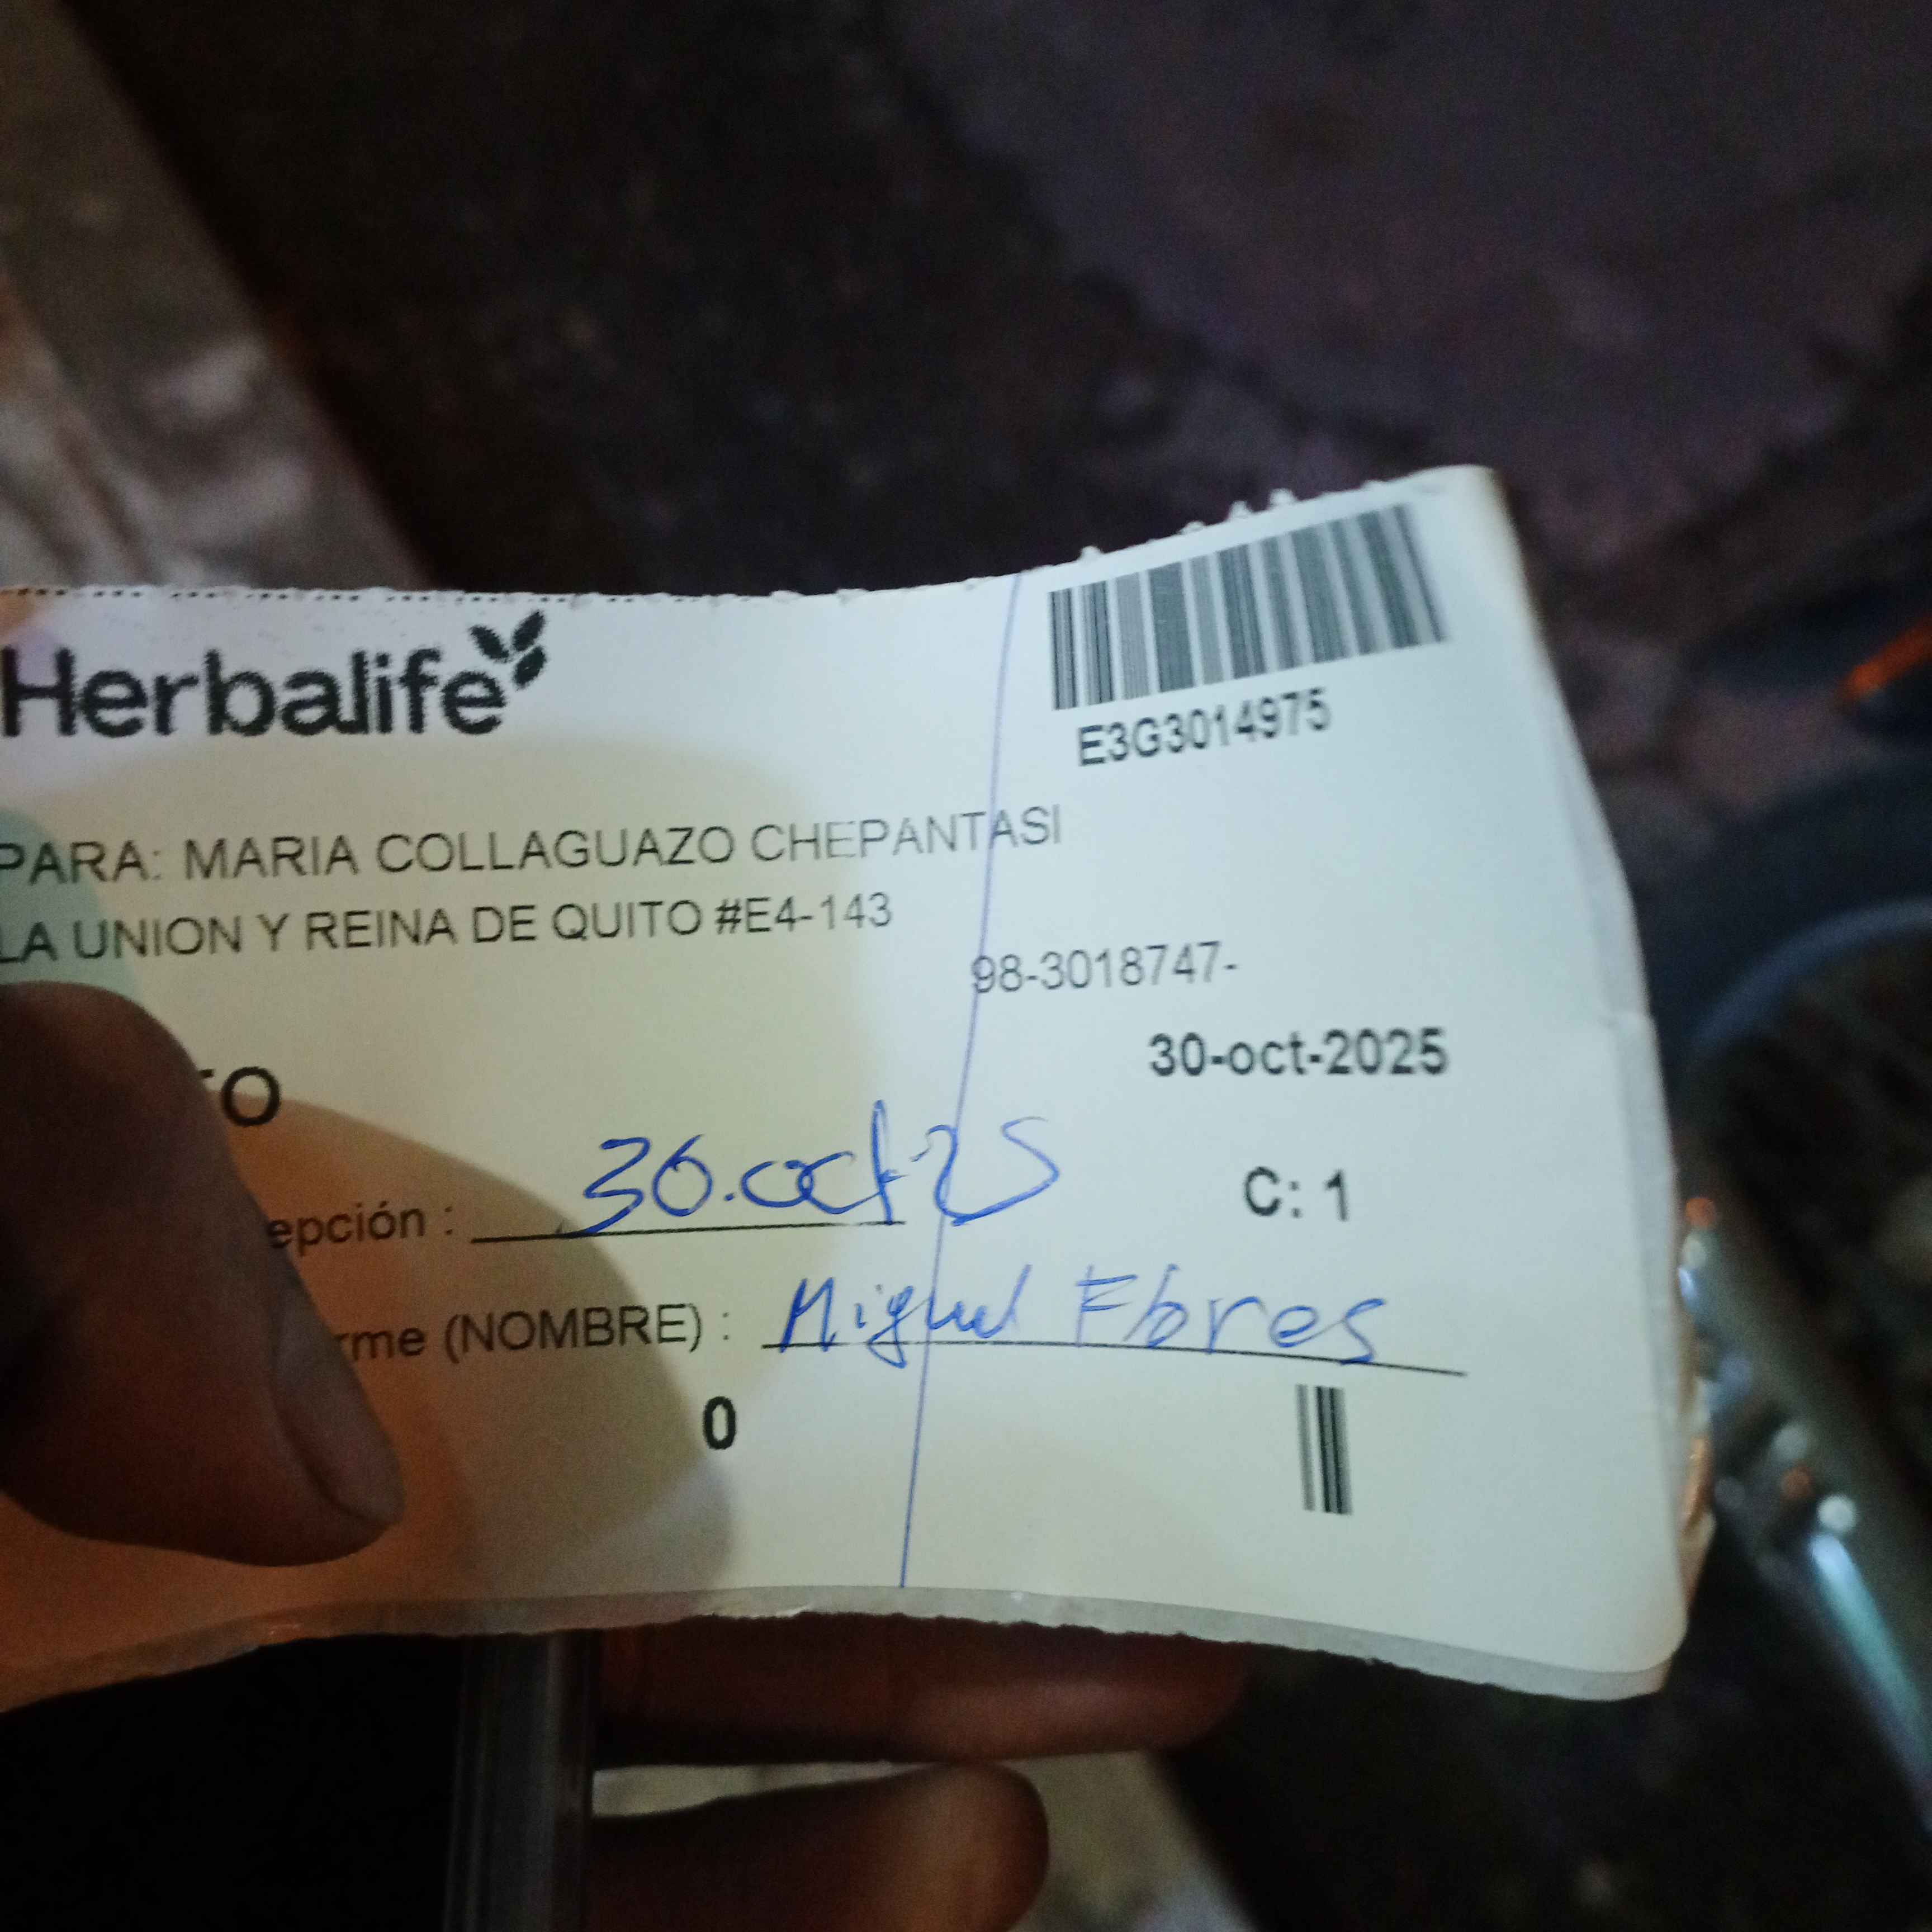 Herbalife
E3G3014975
PARA: MARIA COLLAGUAZO CHEPANTASI
LA UNION Y REINA DE QUITO #E4-143
98-3018747-
30-oct-2025
TO
epción : 30.oct-25
C: 1
rme (NOMBRE) : Miguel Flores
0